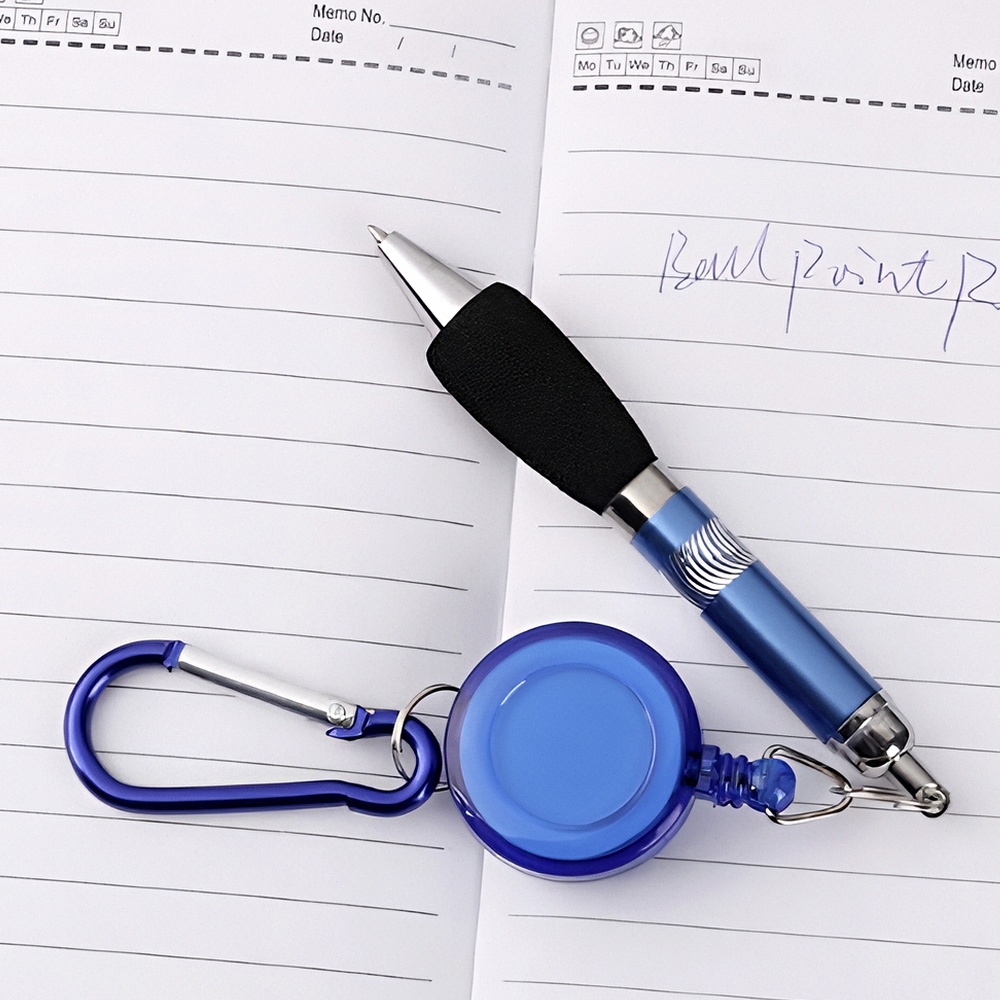 We Th Fr Sa Su
Memo No.
Date / /
Mo Tu We Th Fr Sa Su
Memo
Date
Ball Point P